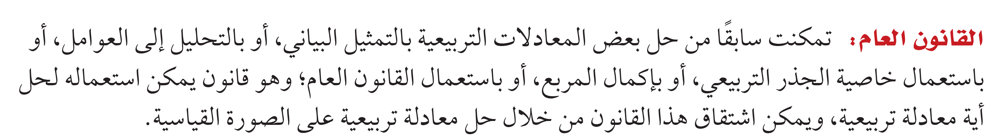 القانون العام: تمكنت سابقًا من حل بعض المعادلات التربيعية بالتمثيل البياني، أو بالتحليل إلى العوامل، أو
باستعمال خاصية الجذر التربيعي، أو بإكمال المربع، أو باستعمال القانون العام؛ وهو قانون يمكن استعماله لحل
أية معادلة تربيعية، ويمكن اشتقاق هذا القانون من خلال حل معادلة تربيعية على الصورة القياسية.